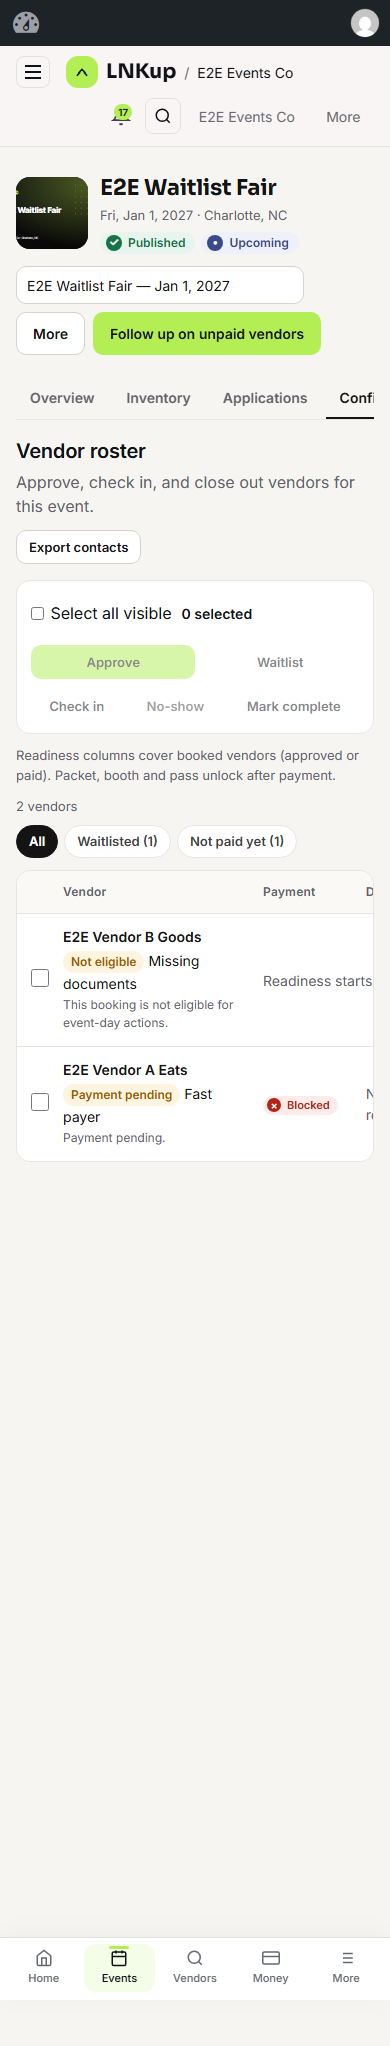 LNKup / E2E Events Co
17
E2E Events Co More
Waitlist Fair
E2E Waitlist Fair
Fri, Jan 1, 2027 · Charlotte, NC
Published Upcoming
E2E Waitlist Fair — Jan 1, 2027
More Follow up on unpaid vendors
Overview Inventory Applications Confi
Vendor roster
Approve, check in, and close out vendors for
this event.
Export contacts
Select all visible 0 selected
Approve Waitlist
Check in No-show Mark complete
Readiness columns cover booked vendors (approved or
paid). Packet, booth and pass unlock after payment.
2 vendors
All Waitlisted (1) Not paid yet (1)
Vendor Payment D
E2E Vendor B Goods
Not eligible Missing
documents
Readiness starts
This booking is not eligible for
event-day actions.
E2E Vendor A Eats
Payment pending Fast
payer
Blocked
Payment pending.
Home Events Vendors Money More